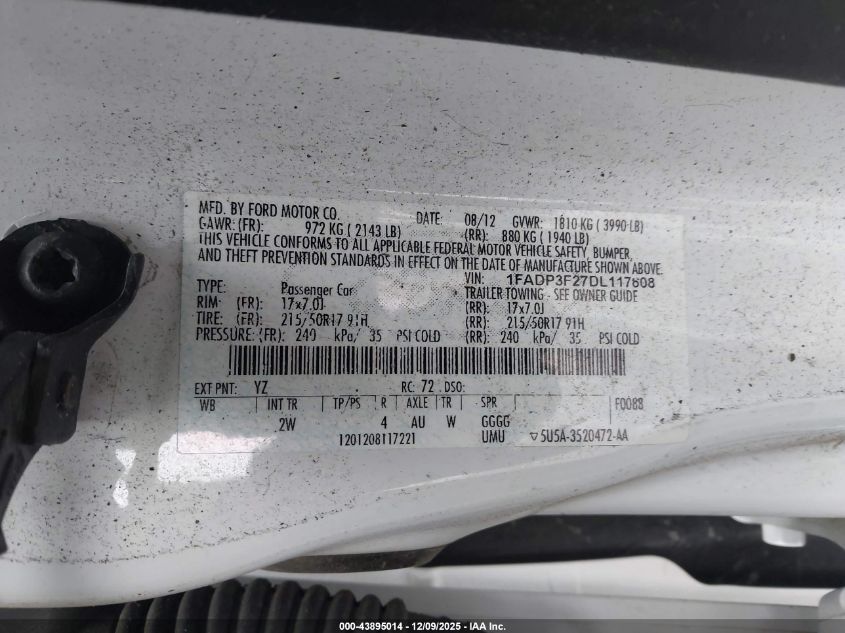 MFD. BY FORD MOTOR CO. DATE: 08/12 GVWR: 1810 KG ( 3990 LB)
GAWR:(FR): 972 KG ( 2143 LB) (RR): 880 KG ( 1940 LB)
THIS VEHICLE CONFORMS TO ALL APPLICABLE FEDERAL MOTOR VEHICLE SAFETY, BUMPER,
AND THEFT PREVENTION STANDARDS IN EFFECT ON THE DATE OF MANUFACTURE SHOWN ABOVE.
VIN: 1FADP3F27DL117608
TYPE: Passenger Car TRAILER TOWING - SEE OWNER GUIDE
RIM: (FR): 17x7.0J (RR): 17x7.0J
TIRE: (FR): 215/50R17 91H (RR): 215/50R17 91H
PRESSURE: (FR): 240 kPa/ 35 PSI COLD (RR): 240 kPa/ 35 PSI COLD
EXT PNT: YZ RC: 72 DSO:
WB INT TR TP/PS R AXLE TR SPR F0088
2W 4 AU W GGGG
1201208117221 UMU ▽5U5A-3520472-AA
000-43895014 - 12/09/2025 - IAA Inc.